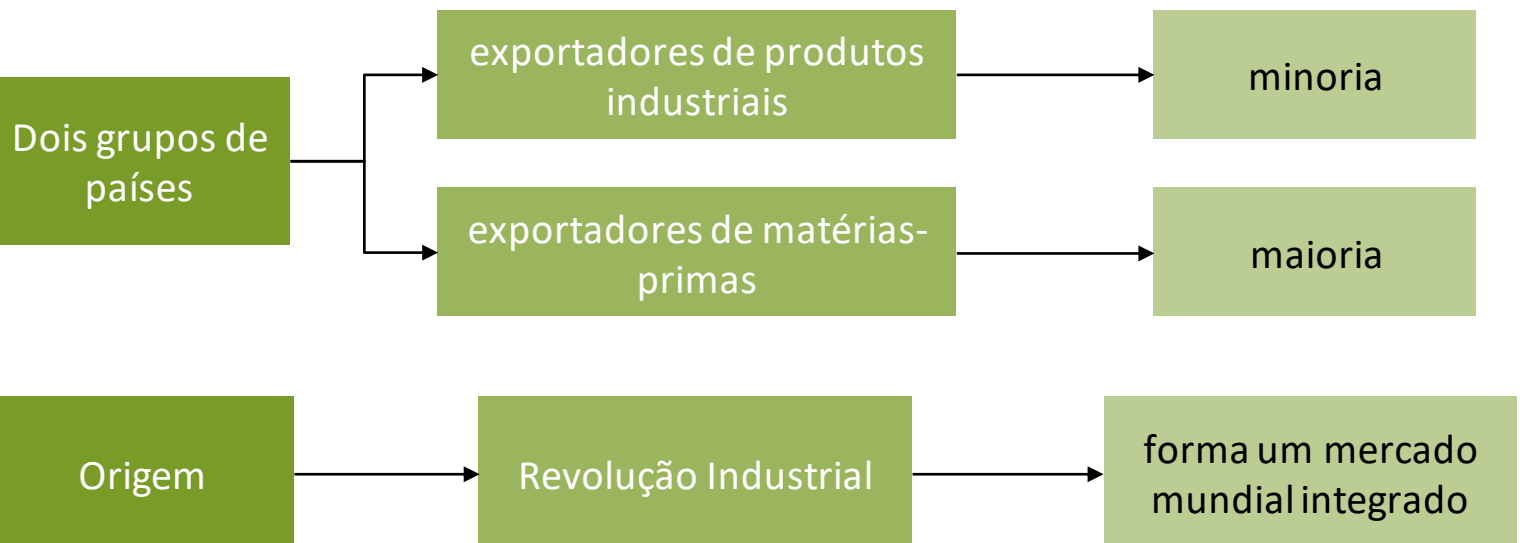 Dois grupos de
países
exportadores de produtos
industriais
minoria
exportadores de matérias-
primas
maioria
Origem
Revolução Industrial
forma um mercado
mundial integrado